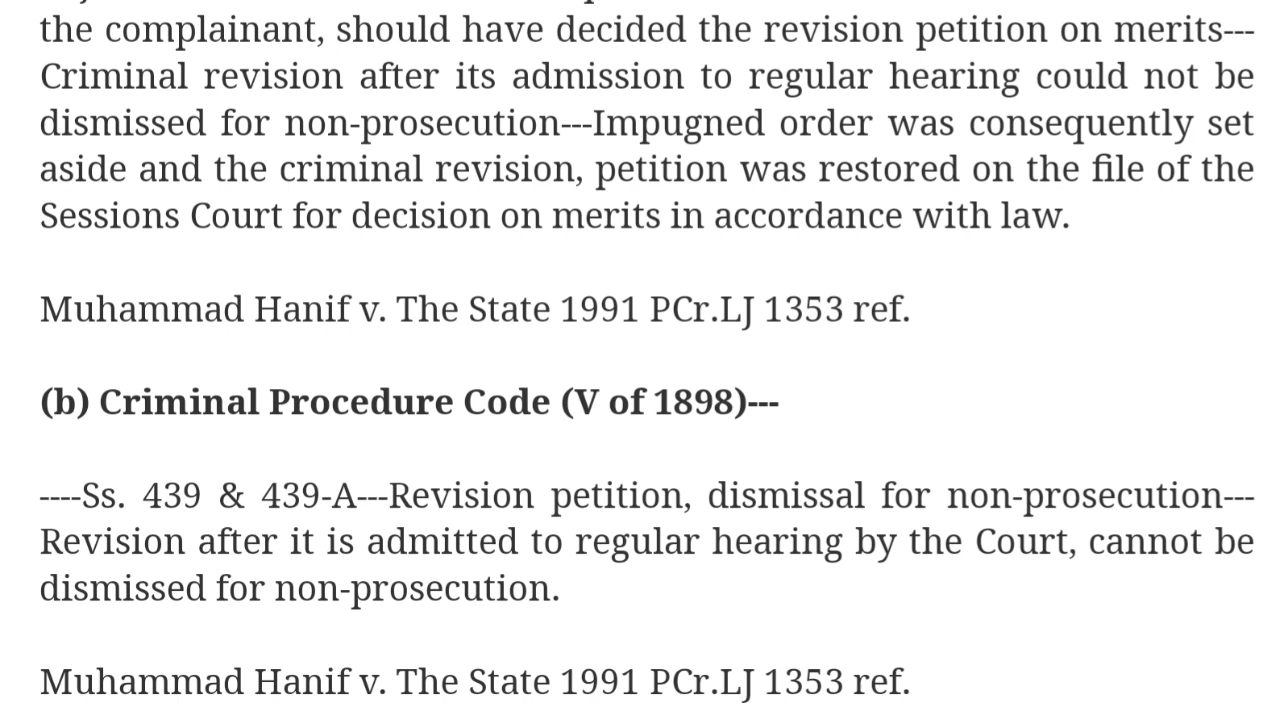 the complainant, should have decided the revision petition on merits---
Criminal revision after its admission to regular hearing could not be
dismissed for non-prosecution---Impugned order was consequently set
aside and the criminal revision, petition was restored on the file of the
Sessions Court for decision on merits in accordance with law.
Muhammad Hanif v. The State 1991 PCr.LJ 1353 ref.
(b) Criminal Procedure Code (V of 1898)---
----Ss. 439 & 439-A---Revision petition, dismissal for non-prosecution---
Revision after it is admitted to regular hearing by the Court, cannot be
dismissed for non-prosecution.
Muhammad Hanif v. The State 1991 PCr.LJ 1353 ref.